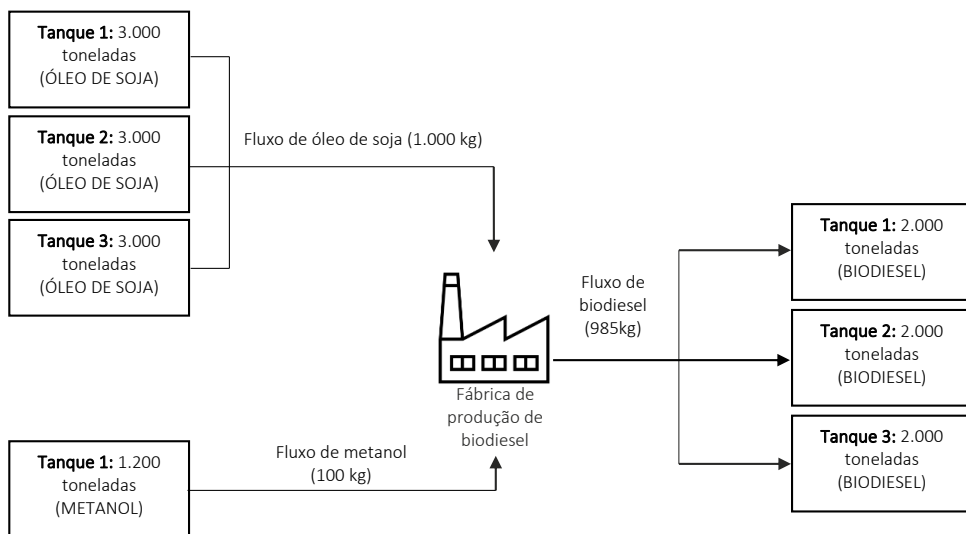 Tanque 1: 3.000
toneladas
(ÓLEO DE SOJA)
Tanque 2: 3.000
toneladas
(ÓLEO DE SOJA)
Tanque 3: 3.000
toneladas
(ÓLEO DE SOJA)
Fluxo de óleo de soja (1.000 kg)
Tanque 1: 1.200
toneladas
(METANOL)
Fluxo de metanol
(100 kg)
Fábrica de
produção de
biodiesel
Fluxo de
biodiesel
(985kg)
Tanque 1: 2.000
toneladas
(BIODIESEL)
Tanque 2: 2.000
toneladas
(BIODIESEL)
Tanque 3: 2.000
toneladas
(BIODIESEL)